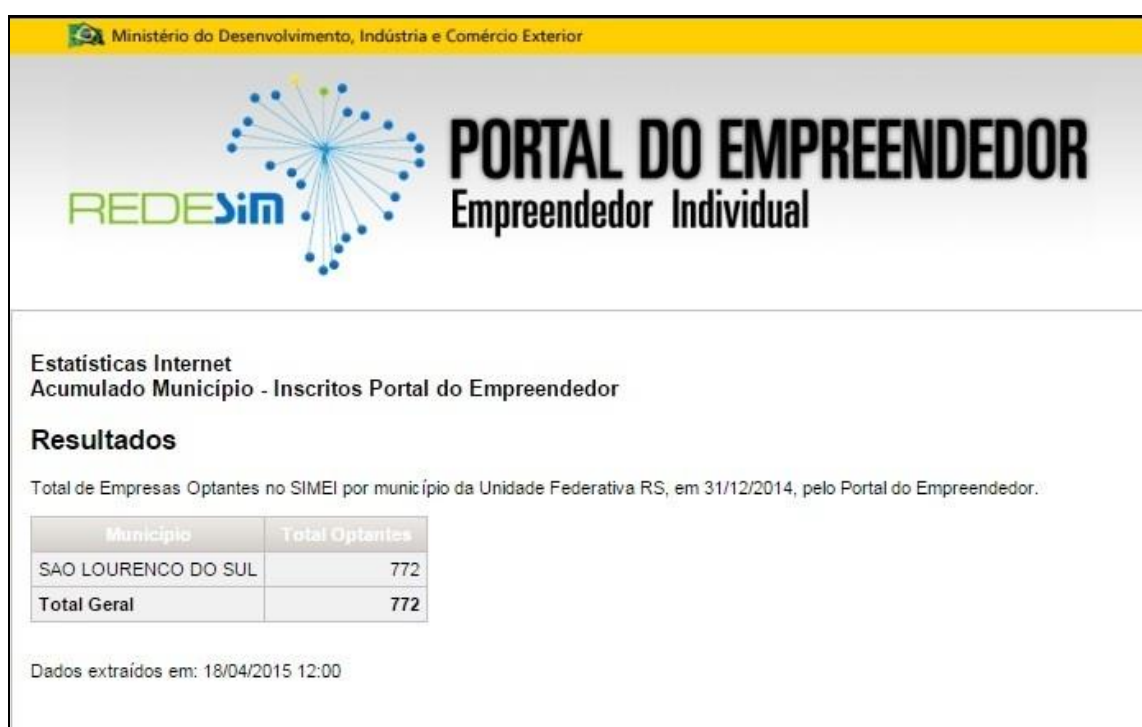 Ministério do Desenvolvimento, Indústria e Comércio Exterior
REDESim
PORTAL DO EMPREENDEDOR
Empreendedor Individual
Estatísticas Internet
Acumulado Município - Inscritos Portal do Empreendedor
Resultados
Total de Empresas Optantes no SIMEI por município da Unidade Federativa RS, em 31/12/2014, pelo Portal do Empreendedor.
Município Total Optantes
SAO LOURENCO DO SUL 772
Total Geral 772
Dados extraídos em: 18/04/2015 12:00